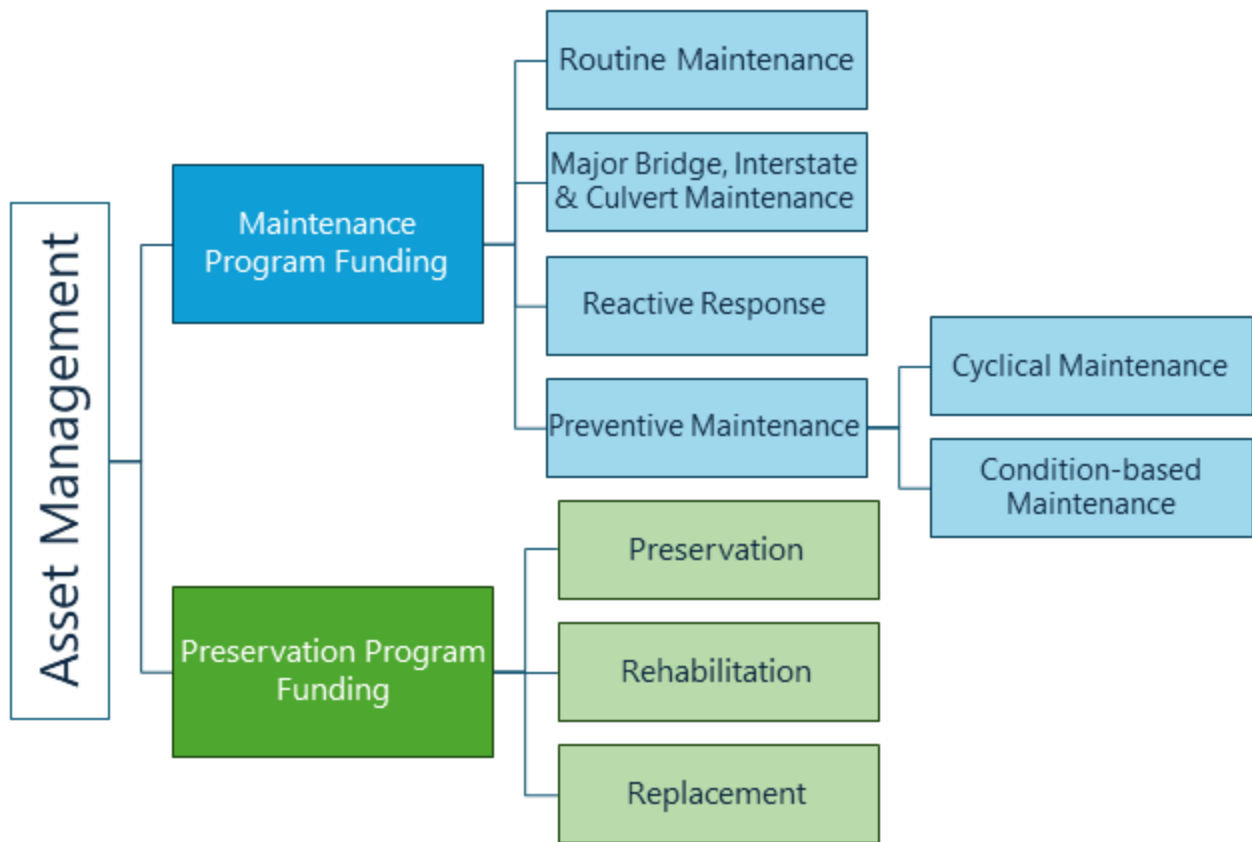 Asset Management
Maintenance
Program Funding
Routine Maintenance
Major Bridge, Interstate
& Culvert Maintenance
Reactive Response
Preventive Maintenance
Cyclical Maintenance
Condition-based
Maintenance
Preservation Program
Funding
Preservation
Rehabilitation
Replacement